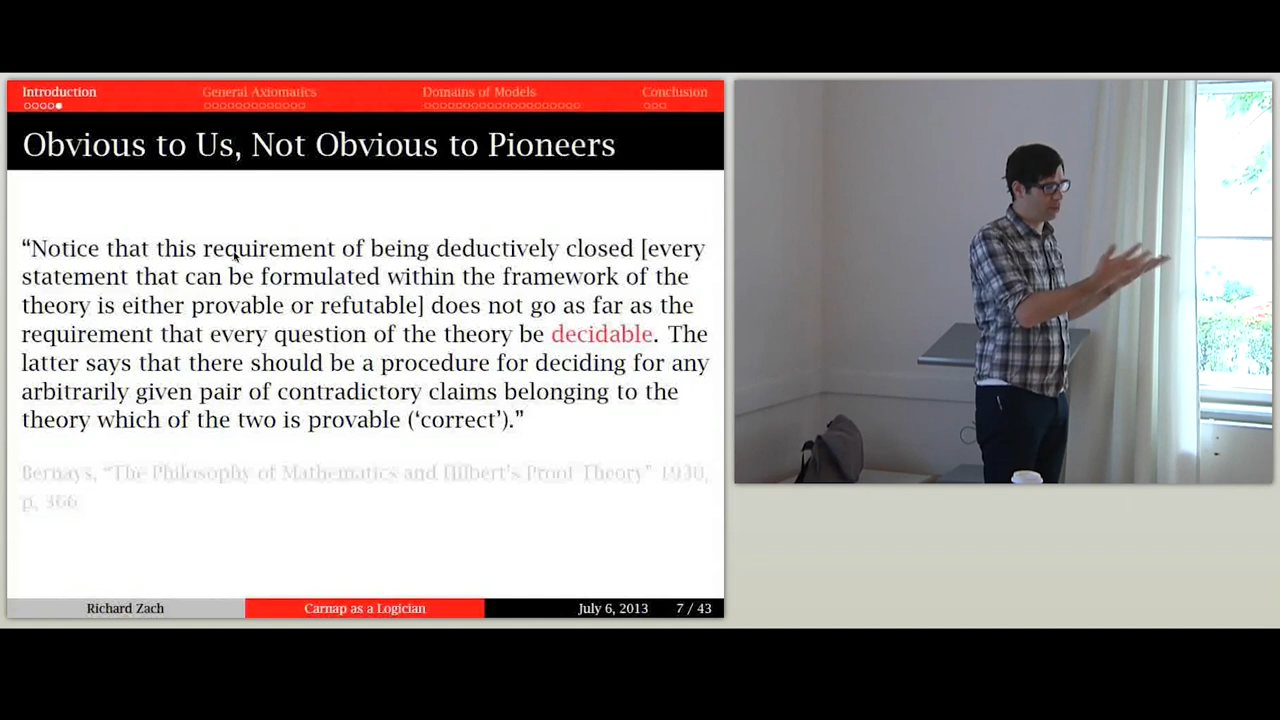 Introduction
General Axiomatics
Domains of Models
Conclusion
Obvious to Us, Not Obvious to Pioneers
“Notice that this requirement of being deductively closed [every
statement that can be formulated within the framework of the
theory is either provable or refutable] does not go as far as the
requirement that every question of the theory be decidable. The
latter says that there should be a procedure for deciding for any
arbitrarily given pair of contradictory claims belonging to the
theory which of the two is provable (‘correct’).”
Bernays, “The Philosophy of Mathematics and Hilbert’s Proof Theory” 1930,
p. 366
Richard Zach
Carnap as a Logician
July 6, 2013
7 / 43